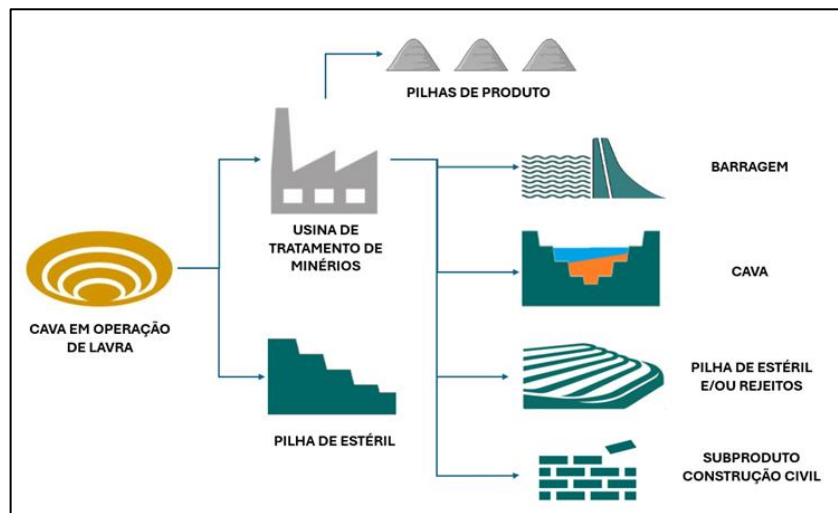 PILHAS DE PRODUTO
USINA DE
TRATAMENTO DE
MINÉRIOS
BARRAGEM
CAVA EM OPERAÇÃO
DE LAVRA
CAVA
PILHA DE ESTÉRIL
PILHA DE ESTÉRIL
E/OU REJEITOS
SUBPRODUTO
CONSTRUÇÃO CIVIL